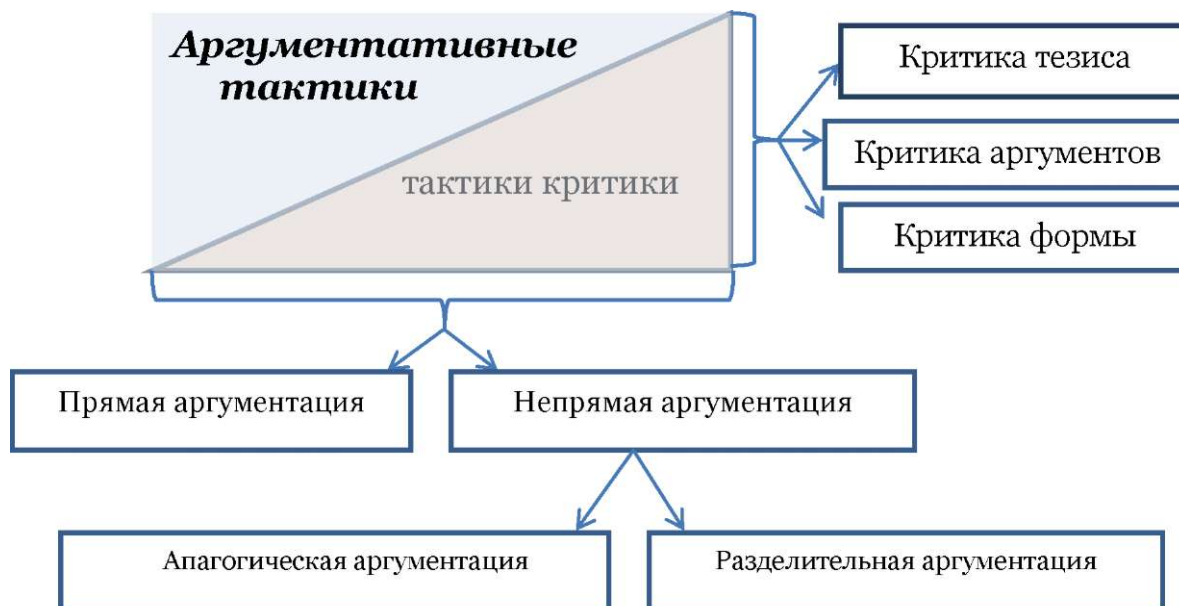 Аргументативные
тактики
тактики критики
Критика тезиса
Критика аргументов
Критика формы
Прямая аргументация
Непрямая аргументация
Апагогическая аргументация
Разделительная аргументация